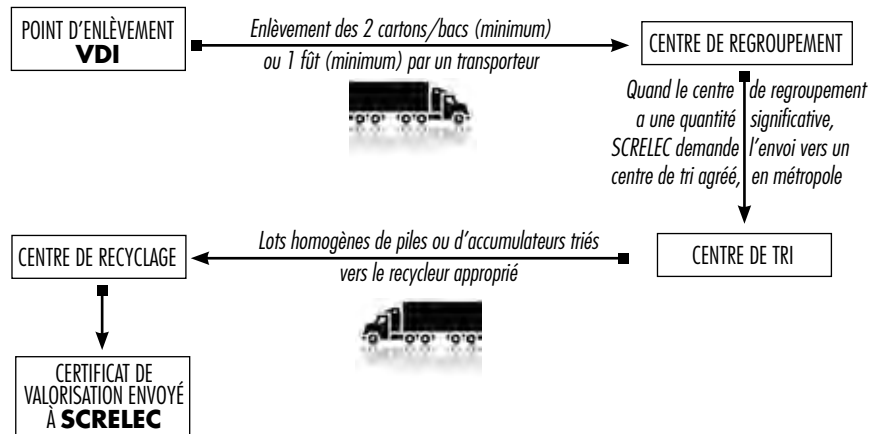 POINT D’ENLÈVEMENT
VDI
Enlèvement des 2 cartons/bacs (minimum)
ou 1 fût (minimum) par un transporteur
CENTRE DE REGROUPEMENT
Quand le centre de regroupement
a une quantité significative,
SCRELEC demande l’envoi vers un
centre de tri agréé, en métropole
CENTRE DE TRI
Lots homogènes de piles ou d’accumulateurs triés
vers le recycleur approprié
CENTRE DE RECYCLAGE
CERTIFICAT DE
VALORISATION ENVOYÉ
À SCRELEC